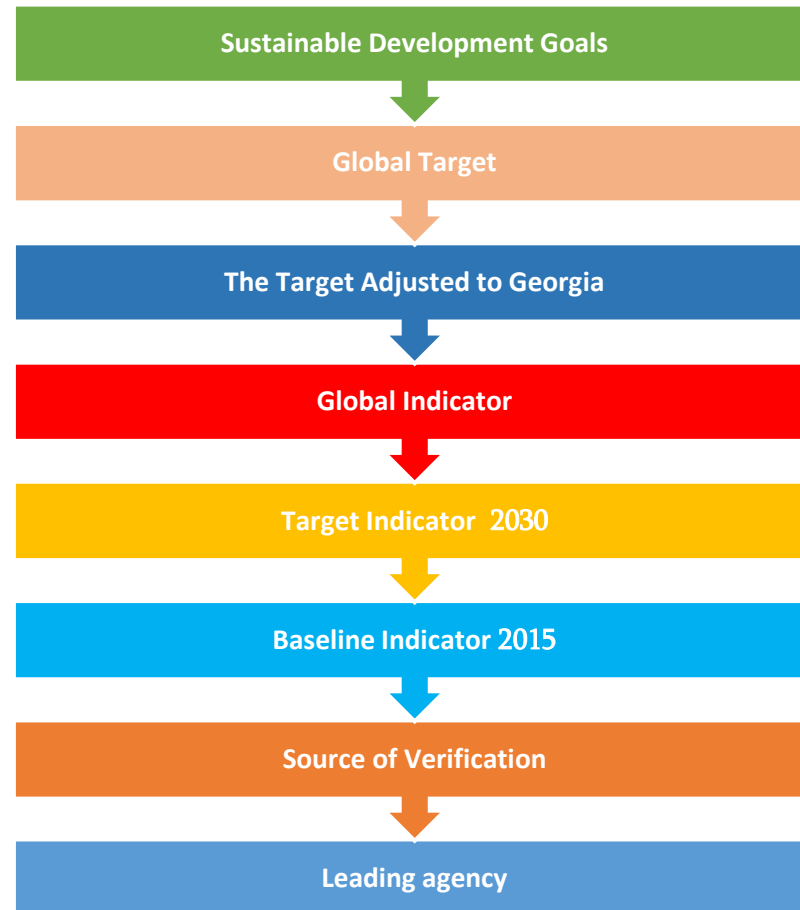 Sustainable Development Goals
Global Target
The Target Adjusted to Georgia
Global Indicator
Target Indicator 2030
Baseline Indicator 2015
Source of Verification
Leading agency